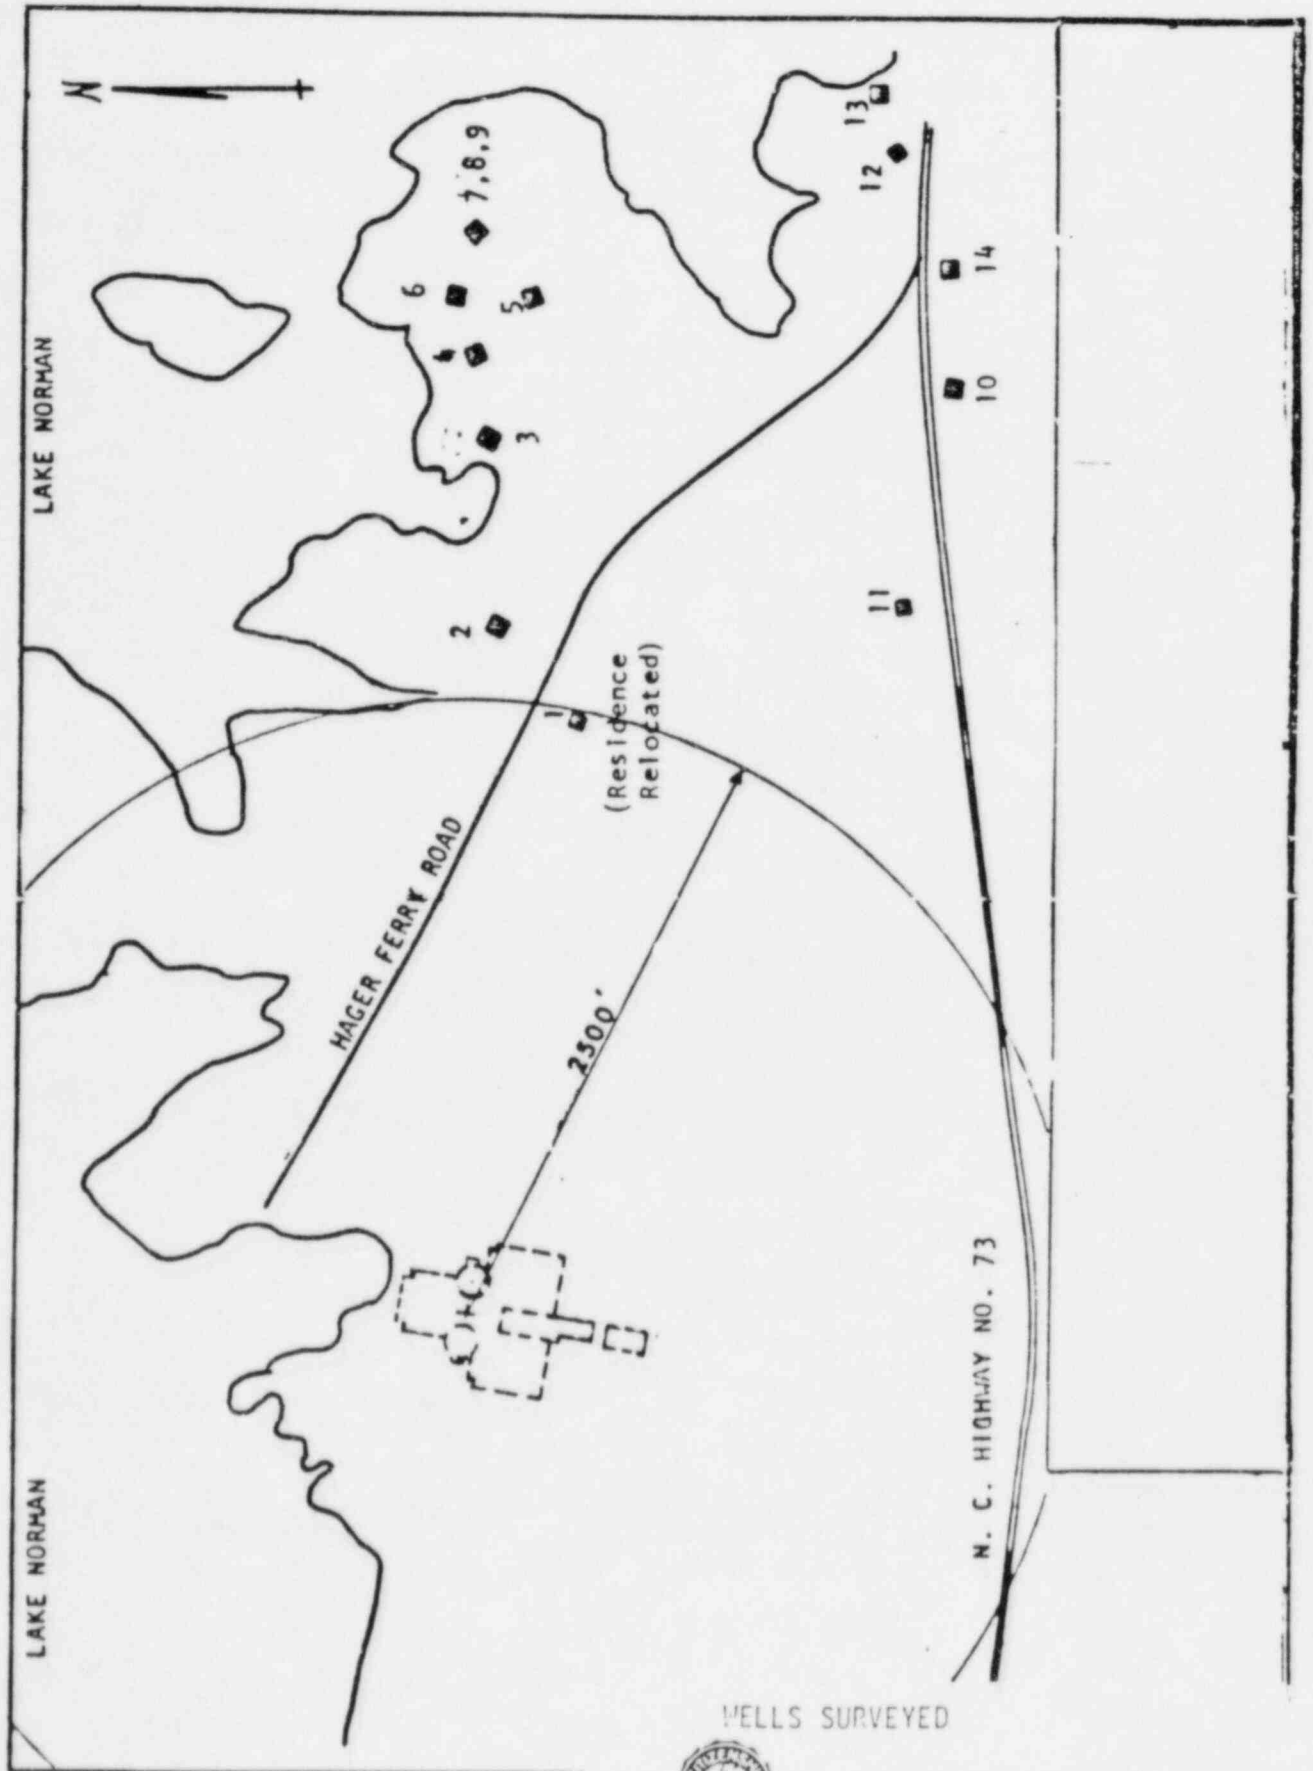 LAKE NORMAN
LAKE NORMAN
N
HAGER FERRY ROAD
2500'
1
(Residence
Relocated)
2
3
4
5
6
7,8,9
10
11
12
13
14
N. C. HIGHWAY NO. 73
WELLS SURVEYED